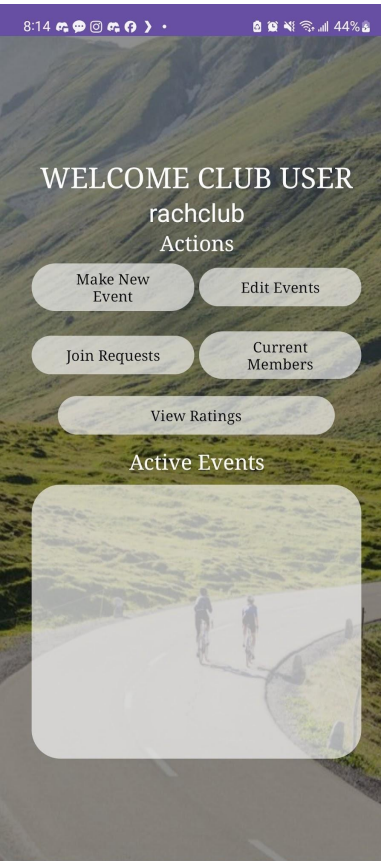 8:14 44%
WELCOME CLUB USER
rachclub
Actions
Make New
Event
Edit Events
Join Requests
Current
Members
View Ratings
Active Events